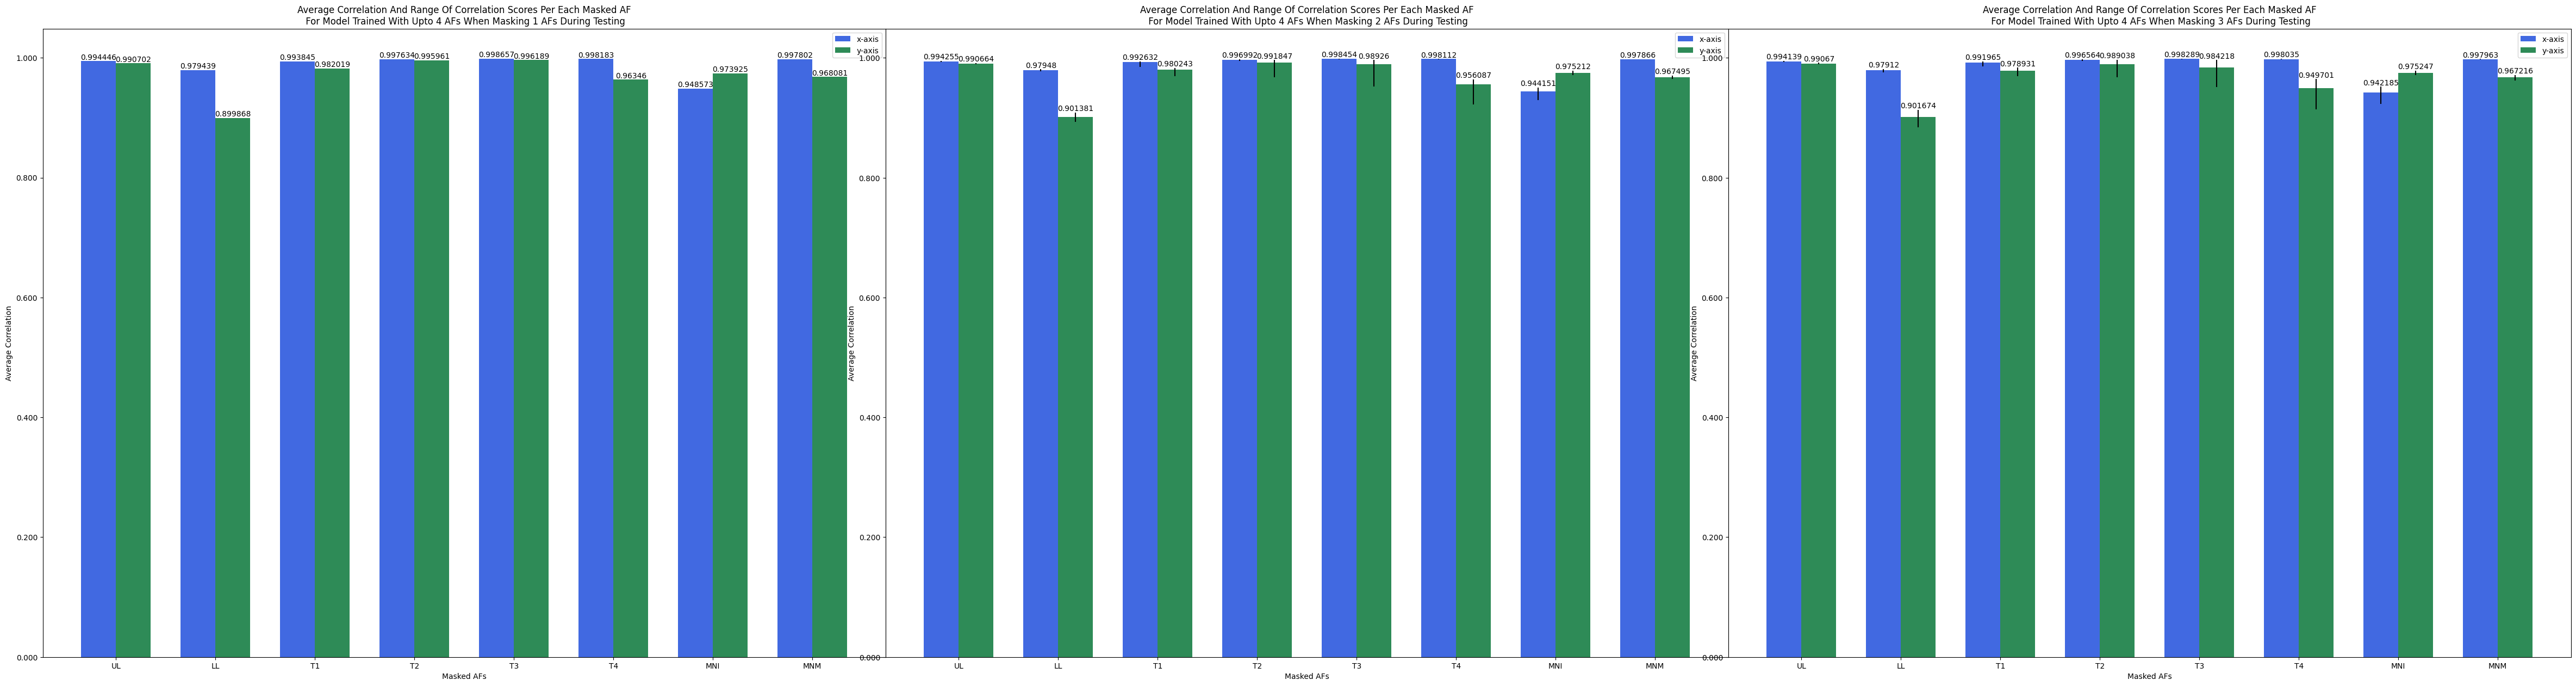 Average Correlation And Range Of Correlation Scores Per Each Masked AF
For Model Trained With Upto 4 AFs When Masking 1 AFs During Testing
x-axis
y-axis
1.000
0.800
0.600
0.400
0.200
0.000
Average Correlation
0.994446
0.990702
0.979439
0.899868
0.993845
0.982019
0.997634
0.995961
0.998657
0.996189
0.998183
0.96346
0.948573
0.973925
0.997802
0.968081
UL
LL
T1
T2
T3
T4
MNI
MNM
Masked AFs
Average Correlation And Range Of Correlation Scores Per Each Masked AF
For Model Trained With Upto 4 AFs When Masking 2 AFs During Testing
x-axis
y-axis
1.000
0.800
0.600
0.400
0.200
0.000
Average Correlation
0.994255
0.990664
0.97948
0.901381
0.992632
0.980243
0.996992
0.991847
0.998454
0.98926
0.998112
0.956087
0.944151
0.975212
0.997866
0.967495
UL
LL
T1
T2
T3
T4
MNI
MNM
Masked AFs
Average Correlation And Range Of Correlation Scores Per Each Masked AF
For Model Trained With Upto 4 AFs When Masking 3 AFs During Testing
x-axis
y-axis
1.000
0.800
0.600
0.400
0.200
0.000
Average Correlation
0.994139
0.99067
0.97912
0.901674
0.991965
0.978931
0.996564
0.989038
0.998289
0.984218
0.998035
0.949701
0.942185
0.975247
0.997963
0.967216
UL
LL
T1
T2
T3
T4
MNI
MNM
Masked AFs